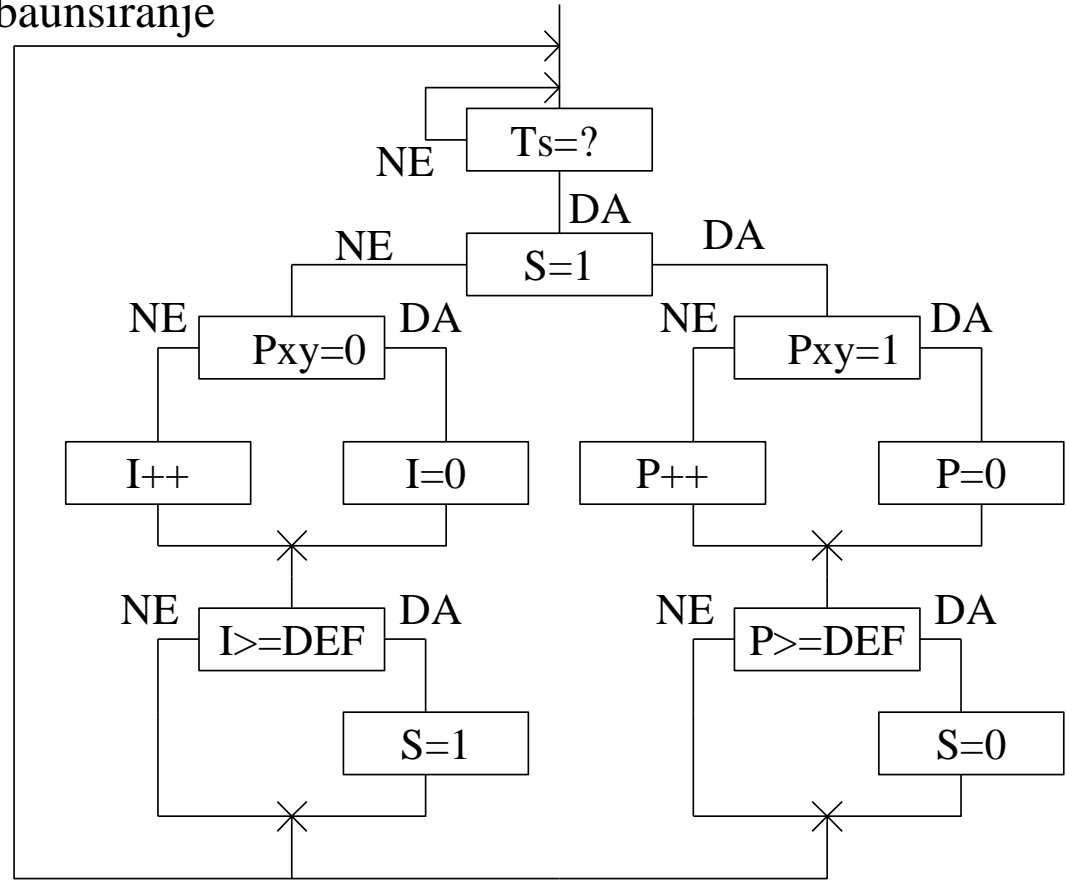 baunsiranje
Ts=?
NE
DA
NE
S=1
DA
NE
Pxy=0
DA
NE
Pxy=1
DA
I++
I=0
P++
P=0
NE
I>=DEF
DA
NE
P>=DEF
DA
S=1
S=0